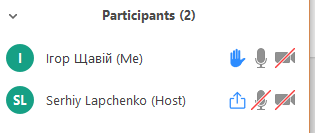 Participants (2)
I Ігор Щавій (Me)
SL Serhiy Lapchenko (Host)